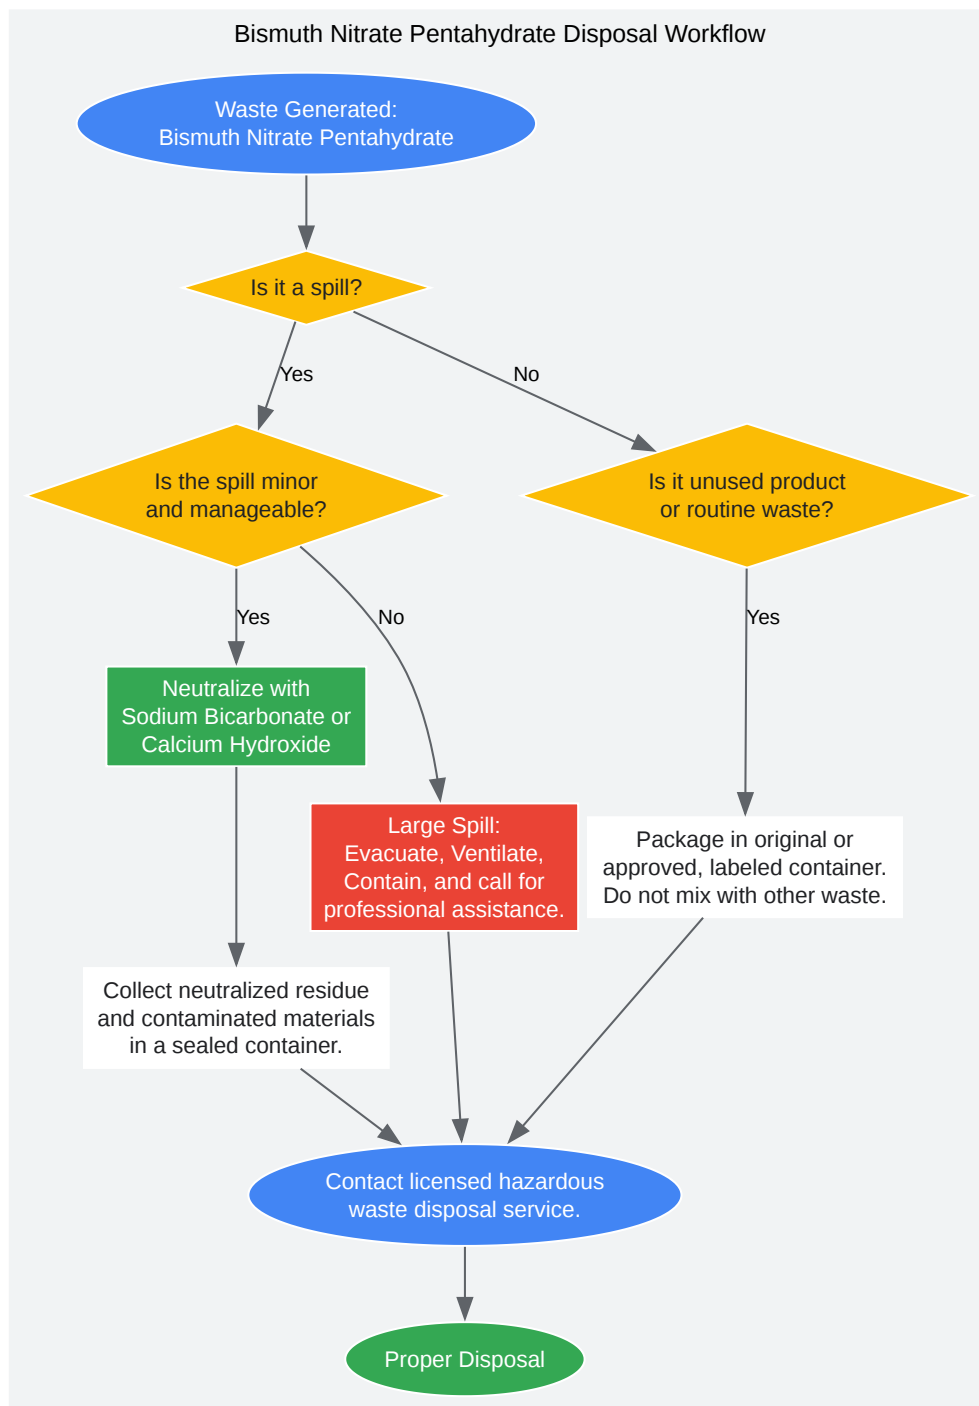 Bismuth Nitrate Pentahydrate Disposal Workflow
Waste Generated:
Bismuth Nitrate Pentahydrate
Is it a spill?
Yes
No
Is the spill minor
and manageable?
Is it unused product
or routine waste?
Yes
No
Yes
Neutralize with
Sodium Bicarbonate or
Calcium Hydroxide
Large Spill:
Evacuate, Ventilate,
Contain, and call for
professional assistance.
Package in original or
approved, labeled container.
Do not mix with other waste.
Collect neutralized residue
and contaminated materials
in a sealed container.
Contact licensed hazardous
waste disposal service.
Proper Disposal